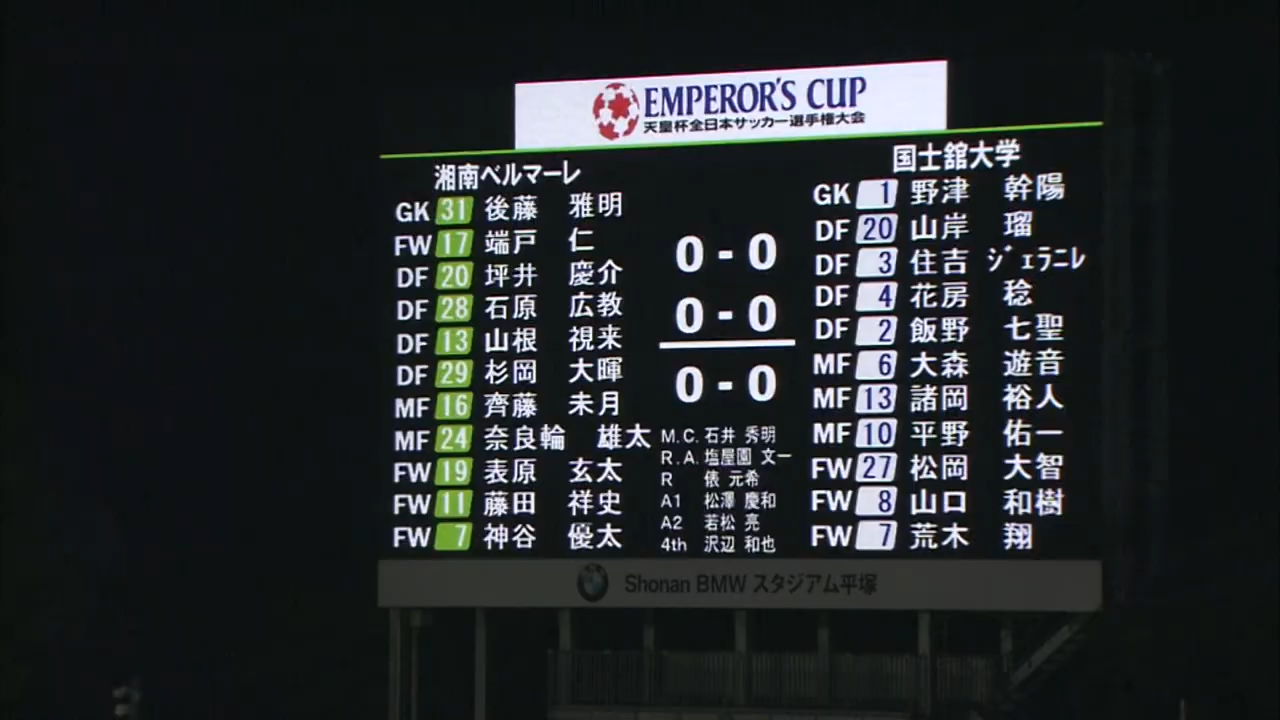 EMPEROR'S CUP
天皇杯全日本サッカー選手権大会
湘南ベルマーレ
GK 31 後藤 雅明
FW 17 端戸 仁
DF 20 坪井 慶介
DF 28 石原 広教
DF 13 山根 視来
DF 29 杉岡 大暉
MF 16 齊藤 未月
MF 24 奈良輪 雄太
FW 19 表原 玄太
FW 11 藤田 祥史
FW 7 神谷 優太
0 - 0
0 - 0
0 - 0
M.C. 石井 秀明
R.A. 塩屋園 文一
R 俵 元希
A1 松澤 慶和
A2 若松 亮
4th 沢辺 和也
国士舘大学
GK 1 野津 幹陽
DF 20 山岸 瑠
DF 3 住吉 ジェラニレ
DF 4 花房 稔
DF 2 飯野 七聖
MF 6 大森 遊音
MF 13 諸岡 裕人
MF 10 平野 佑一
FW 27 松岡 大智
FW 8 山口 和樹
FW 7 荒木 翔
Shonan BMW スタジアム平塚